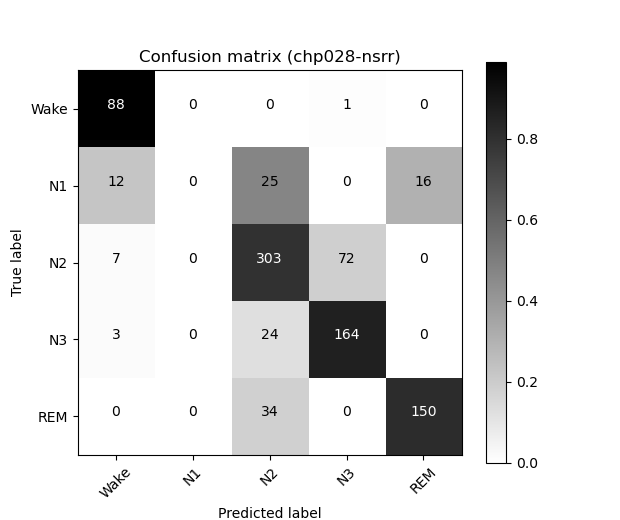 Confusion matrix (chp028-nsrr)
Wake 88 0 0 1 0
N1 12 0 25 0 16
N2 7 0 303 72 0
N3 3 0 24 164 0
REM 0 0 34 0 150
Wake N1 N2 N3 REM
True label
Predicted label
0.8
0.6
0.4
0.2
0.0